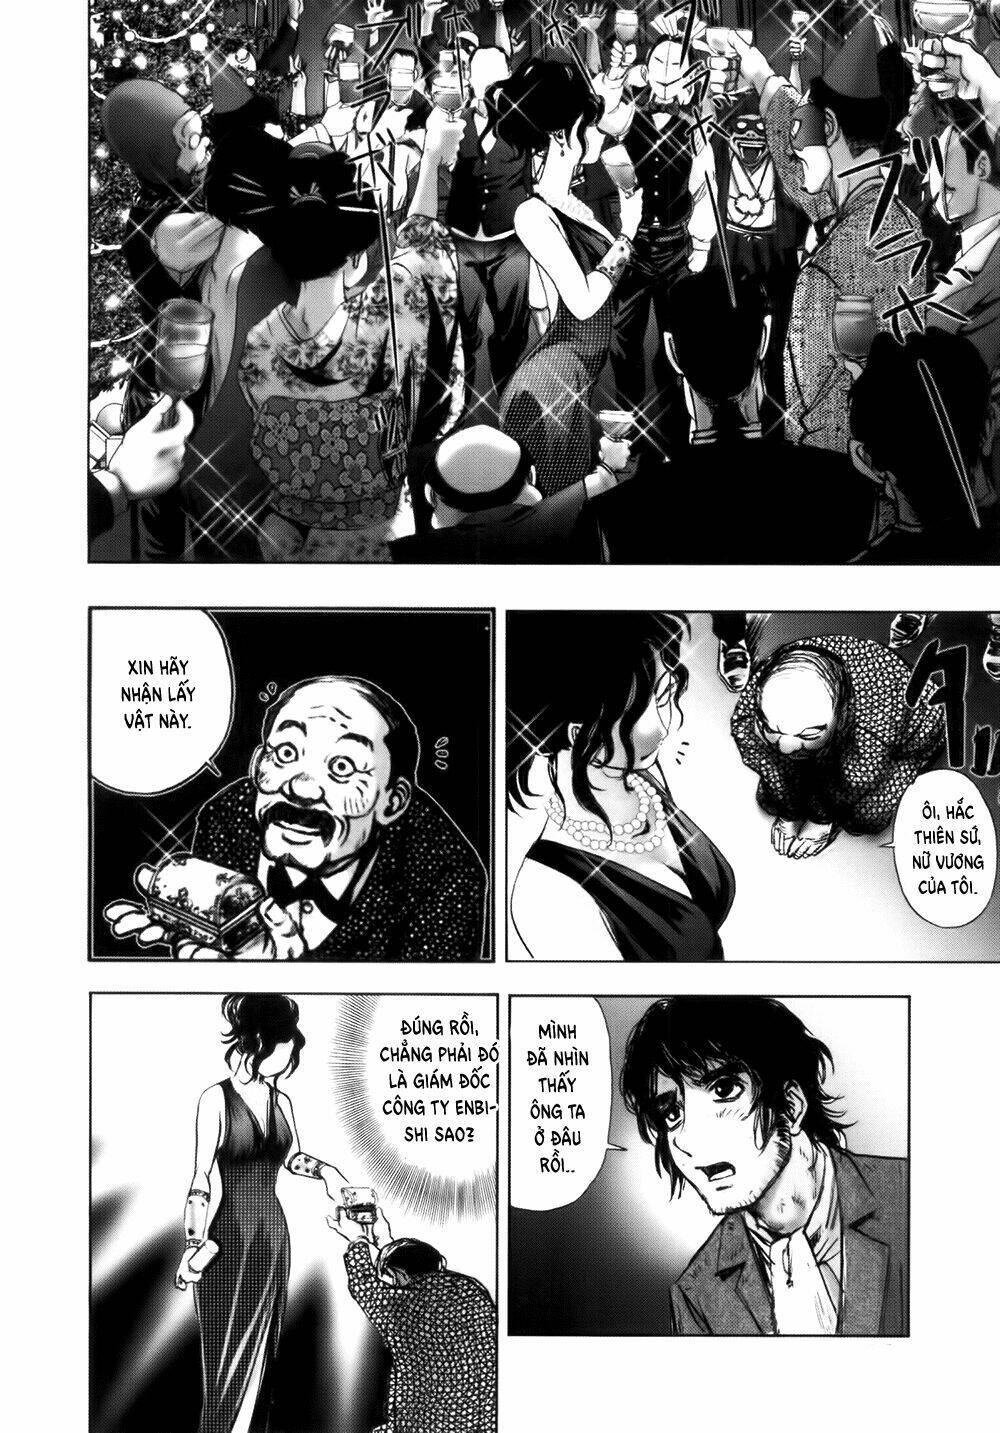 ÔI, HẮC
THIÊN SỨ,
NỮ VƯƠNG
CỦA TÔI.
XIN HÃY
NHẬN LẤY
VẬT NÀY.
MÌNH
ĐÃ NHÌN
THẤY
ÔNG TA
Ở ĐÂU
RỒI..
ĐÚNG RỒI,
CHẲNG PHẢI ĐÓ
LÀ GIÁM ĐỐC
CÔNG TY ENBI-
SHI SAO?